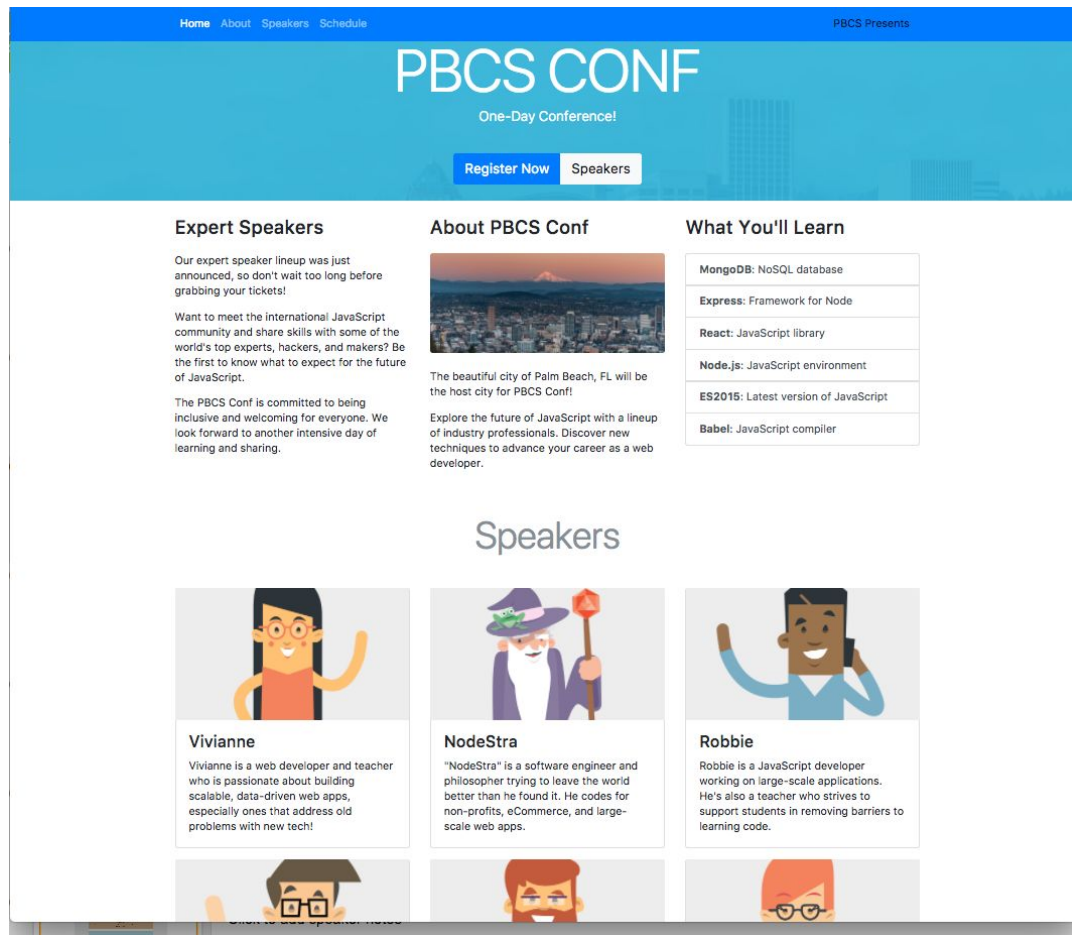 Home About Speakers Schedule PBCS Presents
PBCS CONF
One-Day Conference!
Register Now Speakers
Expert Speakers
Our expert speaker lineup was just
announced, so don't wait too long before
grabbing your tickets!
Want to meet the international JavaScript
community and share skills with some of the
world's top experts, hackers, and makers? Be
the first to know what to expect for the future
of JavaScript.
The PBCS Conf is committed to being
inclusive and welcoming for everyone. We
look forward to another intensive day of
learning and sharing.
About PBCS Conf
The beautiful city of Palm Beach, FL will be
the host city for PBCS Conf!
Explore the future of JavaScript with a lineup
of industry professionals. Discover new
techniques to advance your career as a web
developer.
What You'll Learn
MongoDB: NoSQL database
Express: Framework for Node
React: JavaScript library
Node.js: JavaScript environment
ES2015: Latest version of JavaScript
Babel: JavaScript compiler
Speakers
Vivianne
Vivianne is a web developer and teacher
who is passionate about building
scalable, data-driven web apps,
especially ones that address old
problems with new tech!
NodeStra
"NodeStra" is a software engineer and
philosopher trying to leave the world
better than he found it. He codes for
non-profits, eCommerce, and large-
scale web apps.
Robbie
Robbie is a JavaScript developer
working on large-scale applications.
He's also a teacher who strives to
support students in removing barriers to
learning code.
Click to add speaker notes